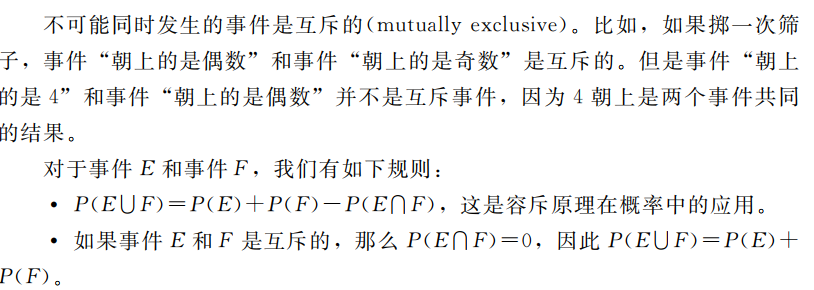 不可能同时发生的事件是互斥的(mutually exclusive)。比如，如果掷一次筛
子，事件“朝上的是偶数”和事件“朝上的是奇数”是互斥的。但是事件“朝上
的是 4”和事件“朝上的是偶数”并不是互斥事件，因为 4 朝上是两个事件共同
的结果。
对于事件 E 和事件 F，我们有如下规则：
• P(E∪F)=P(E)+P(F)-P(E∩F)，这是容斥原理在概率中的应用。
• 如果事件 E 和 F 是互斥的，那么 P(E∩F)=0，因此 P(E∪F)=P(E)+
P(F)。